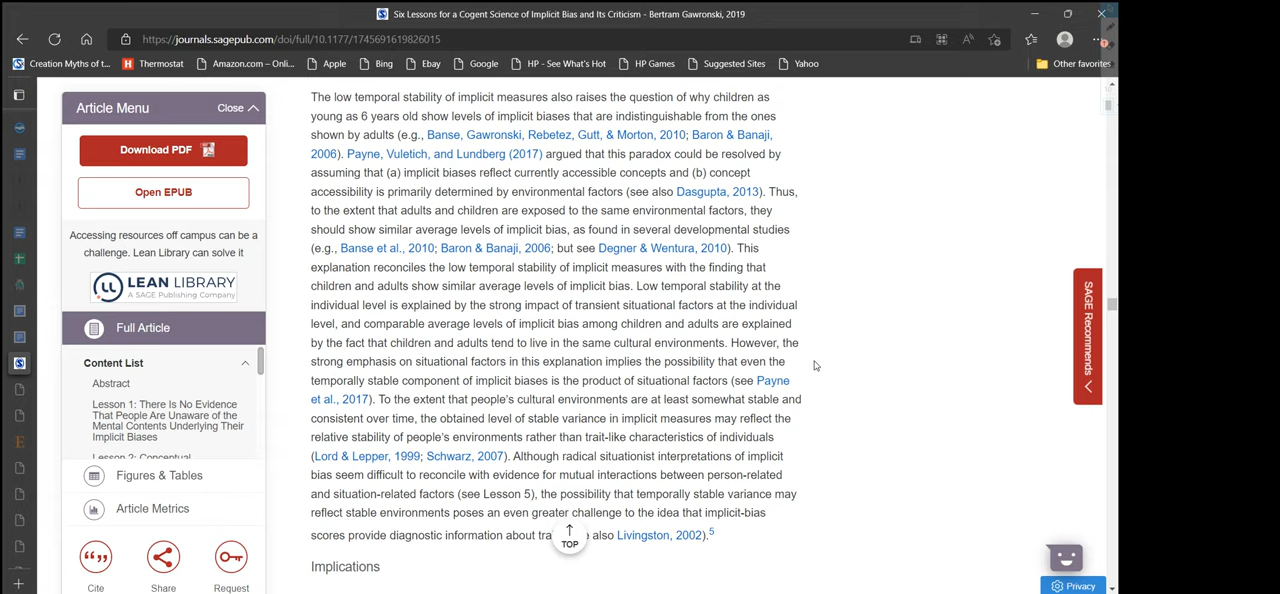 Six Lessons for a Cogent Science of Implicit Bias and Its Criticism - Bertram Gawronski, 2019
https://journals.sagepub.com/doi/full/10.1177/1745691619826015
Creation Myths of t... Thermostat Amazon.com – Onli... Apple Bing Ebay Google HP - See What's Hot HP Games Suggested Sites Yahoo Other favorites
Article Menu Close
Download PDF
Open EPUB
Accessing resources off campus can be a
challenge. Lean Library can solve it
LEAN LIBRARY
A SAGE Publishing Company
Full Article
Content List
Abstract
Lesson 1: There Is No Evidence
That People Are Unaware of the
Mental Contents Underlying Their
Implicit Biases
Lesson 2: Conceptual
Figures & Tables
Article Metrics
Cite Share Request
The low temporal stability of implicit measures also raises the question of why children as
young as 6 years old show levels of implicit biases that are indistinguishable from the ones
shown by adults (e.g., Banse, Gawronski, Rebetez, Gutt, & Morton, 2010; Baron & Banaji,
2006). Payne, Vuletich, and Lundberg (2017) argued that this paradox could be resolved by
assuming that (a) implicit biases reflect currently accessible concepts and (b) concept
accessibility is primarily determined by environmental factors (see also Dasgupta, 2013). Thus,
to the extent that adults and children are exposed to the same environmental factors, they
should show similar average levels of implicit bias, as found in several developmental studies
(e.g., Banse et al., 2010; Baron & Banaji, 2006; but see Degner & Wentura, 2010). This
explanation reconciles the low temporal stability of implicit measures with the finding that
children and adults show similar average levels of implicit bias. Low temporal stability at the
individual level is explained by the strong impact of transient situational factors at the individual
level, and comparable average levels of implicit bias among children and adults are explained
by the fact that children and adults tend to live in the same cultural environments. However, the
strong emphasis on situational factors in this explanation implies the possibility that even the
temporally stable component of implicit biases is the product of situational factors (see Payne
et al., 2017). To the extent that people's cultural environments are at least somewhat stable and
consistent over time, the obtained level of stable variance in implicit measures may reflect the
relative stability of people's environments rather than trait-like characteristics of individuals
(Lord & Lepper, 1999; Schwarz, 2007). Although radical situationist interpretations of implicit
bias seem difficult to reconcile with evidence for mutual interactions between person-related
and situation-related factors (see Lesson 5), the possibility that temporally stable variance may
reflect stable environments poses an even greater challenge to the idea that implicit-bias
scores provide diagnostic information about also Livingston, 2002).5
TOP
Implications
SAGE Recommends
Privacy